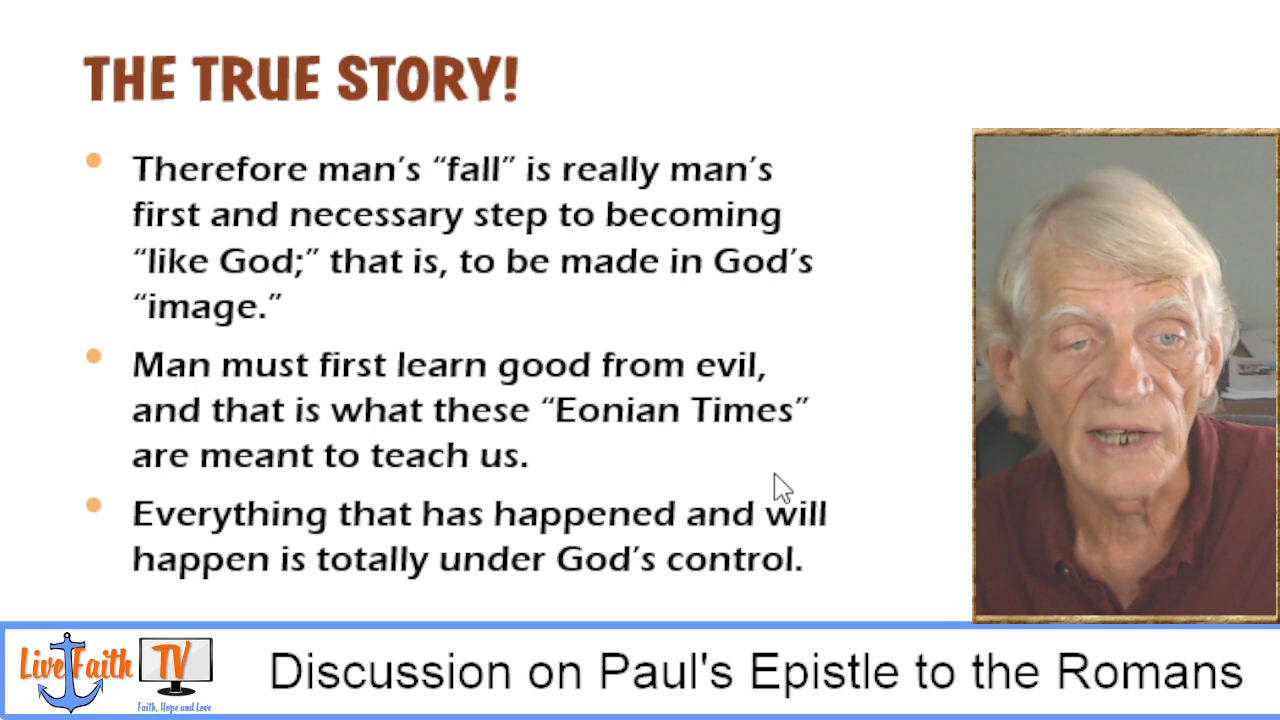 THE TRUE STORY!
Therefore man's “fall” is really man's
first and necessary step to becoming
“like God;” that is, to be made in God's
“image.”
Man must first learn good from evil,
and that is what these “Eonian Times”
are meant to teach us.
Everything that has happened and will
happen is totally under God's control.
Live Faith TV
Faith, Hope and Love
Discussion on Paul's Epistle to the Romans